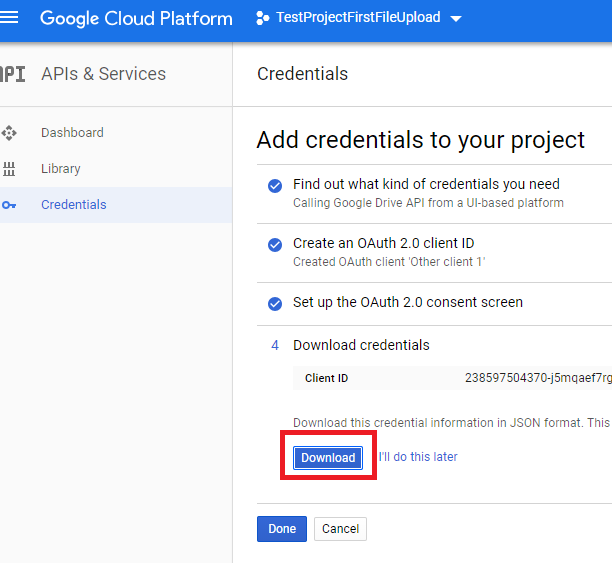 Google Cloud Platform TestProjectFirstFileUpload
API APIs & Services
Credentials
Dashboard
Library
Credentials
Add credentials to your project
Find out what kind of credentials you need
Calling Google Drive API from a UI-based platform
Create an OAuth 2.0 client ID
Created OAuth client 'Other client 1'
Set up the OAuth 2.0 consent screen
4 Download credentials
Client ID 238597504370-j5mqaef7rg
Download this credential information in JSON format. This
Download I'll do this later
Done Cancel